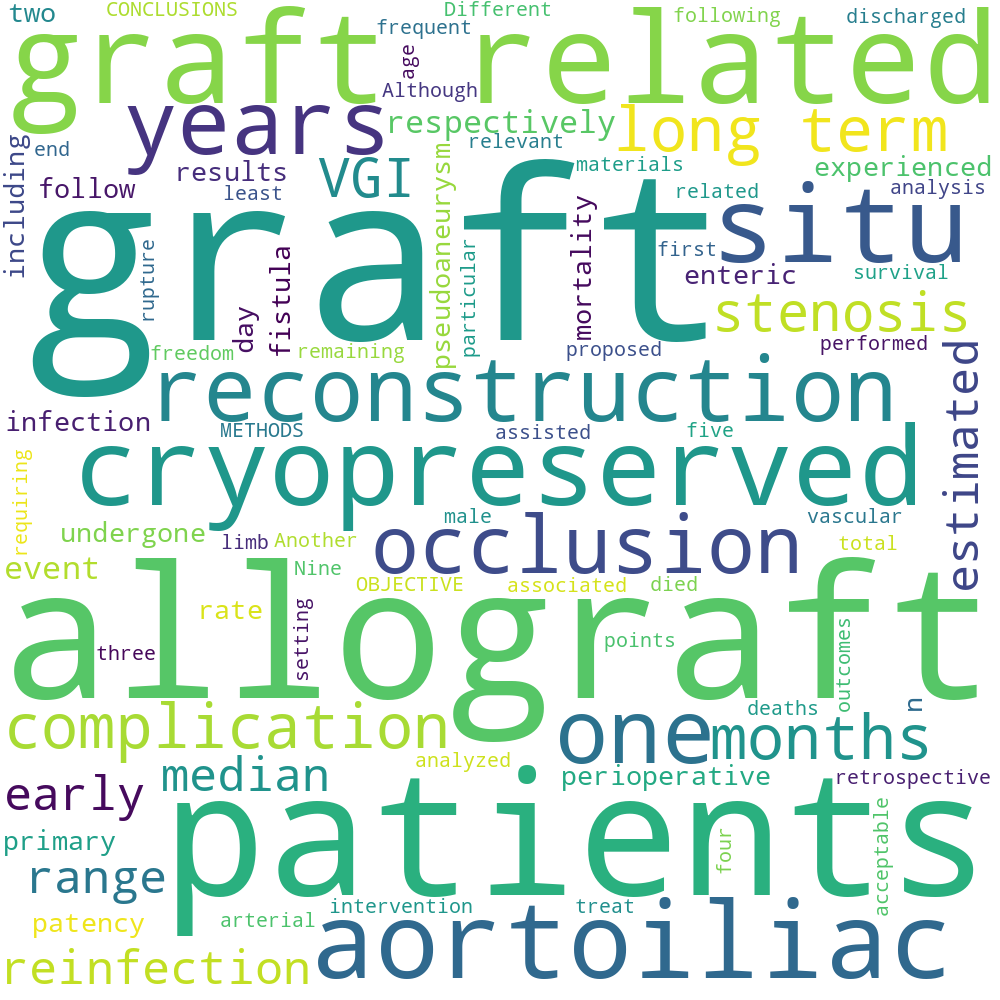 two
CONCLUSIONS
Different
following
discharged
frequent
graft related
age
Although
years
respectively
long term
including
end
results
VGI
pseudoaneurysm
relevant
materials
experienced
follow
least
related
analysis
graft
situ
rupture
fistula
day
particular
mortality
first
enteric
survival
stenosis
freedom
remaining
proposed
performed
estimated
reconstruction
infection
METHODS
assisted
five
cryopreserved
requiring
undergone
limb
Another
male
occlusion
vascular
total
event
Nine
OBJECTIVE
associated
died
allograft
rate
setting
three
points
outcomes
complication
one
deaths
n
months
analyzed
median
perioperative
retrospective
early
patients
primary
four
acceptable
range
patency
arterial
intervention
treat
aortoiliac
reinfection